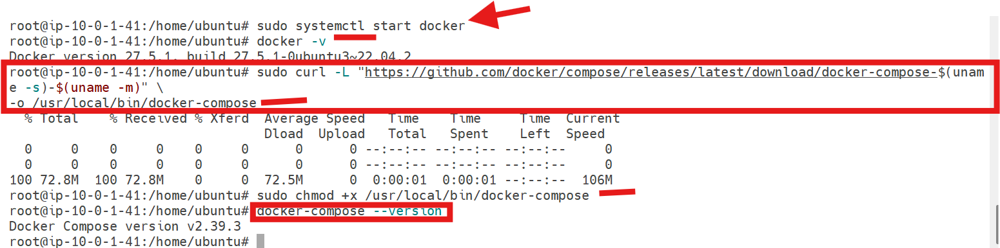 root@ip-10-0-1-41:/home/ubuntu# sudo systemctl start docker
root@ip-10-0-1-41:/home/ubuntu# docker -v
Docker version 27.5.1, build 27.5.1-0ubuntu3~22.04.2
root@ip-10-0-1-41:/home/ubuntu# sudo curl -L "https://github.com/docker/compose/releases/latest/download/docker-compose-$(unam
e -s)-$(uname -m)" \
-o /usr/local/bin/docker-compose
  % Total    % Received % Xferd  Average Speed   Time    Time     Time  Current
                                 Dload  Upload   Total   Spent    Left  Speed
  0     0    0     0    0     0      0      0 --:--:-- --:--:-- --:--:--     0
  0     0    0     0    0     0      0      0 --:--:-- --:--:-- --:--:--     0
100 72.8M  100 72.8M    0     0  72.5M      0  0:00:01  0:00:01 --:--:--  106M
root@ip-10-0-1-41:/home/ubuntu# sudo chmod +x /usr/local/bin/docker-compose
root@ip-10-0-1-41:/home/ubuntu# docker-compose --version
Docker Compose version v2.39.3
root@ip-10-0-1-41:/home/ubuntu#